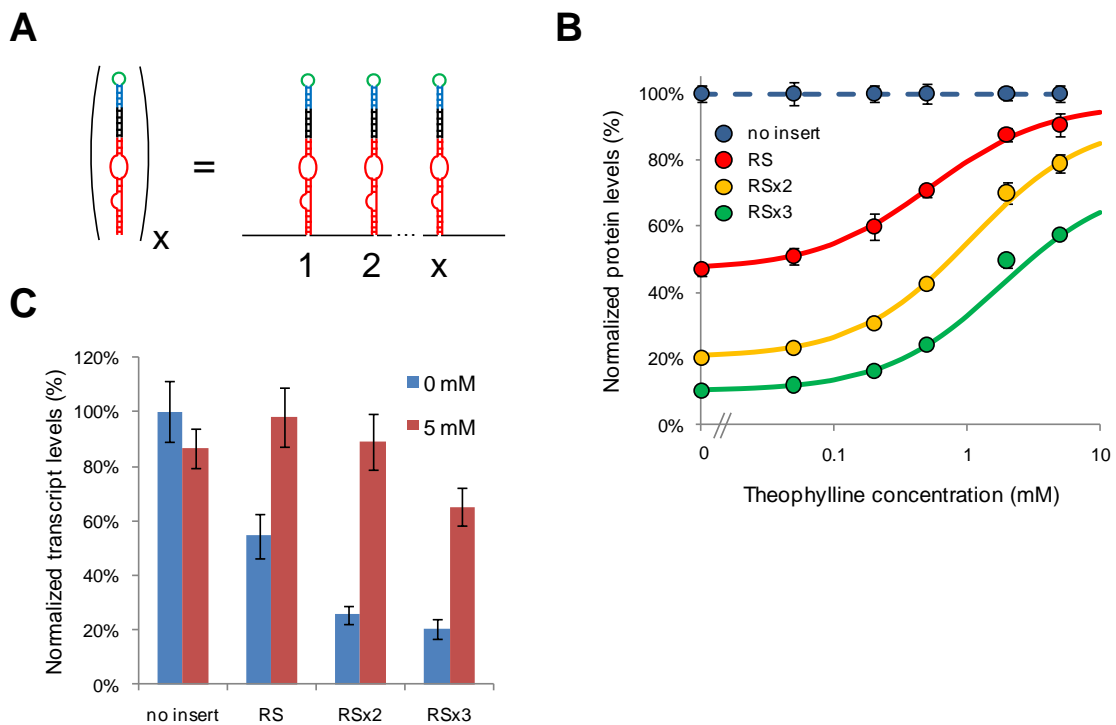 A
x
=
1 2 ... x
B
Normalized protein levels (%)
100%
80%
60%
40%
20%
0%
no insert
RS
RSx2
RSx3
0 0.1 1 10
Theophylline concentration (mM)
C
Normalized transcript levels (%)
120%
100%
80%
60%
40%
20%
0%
0 mM
5 mM
no insert RS RSx2 RSx3